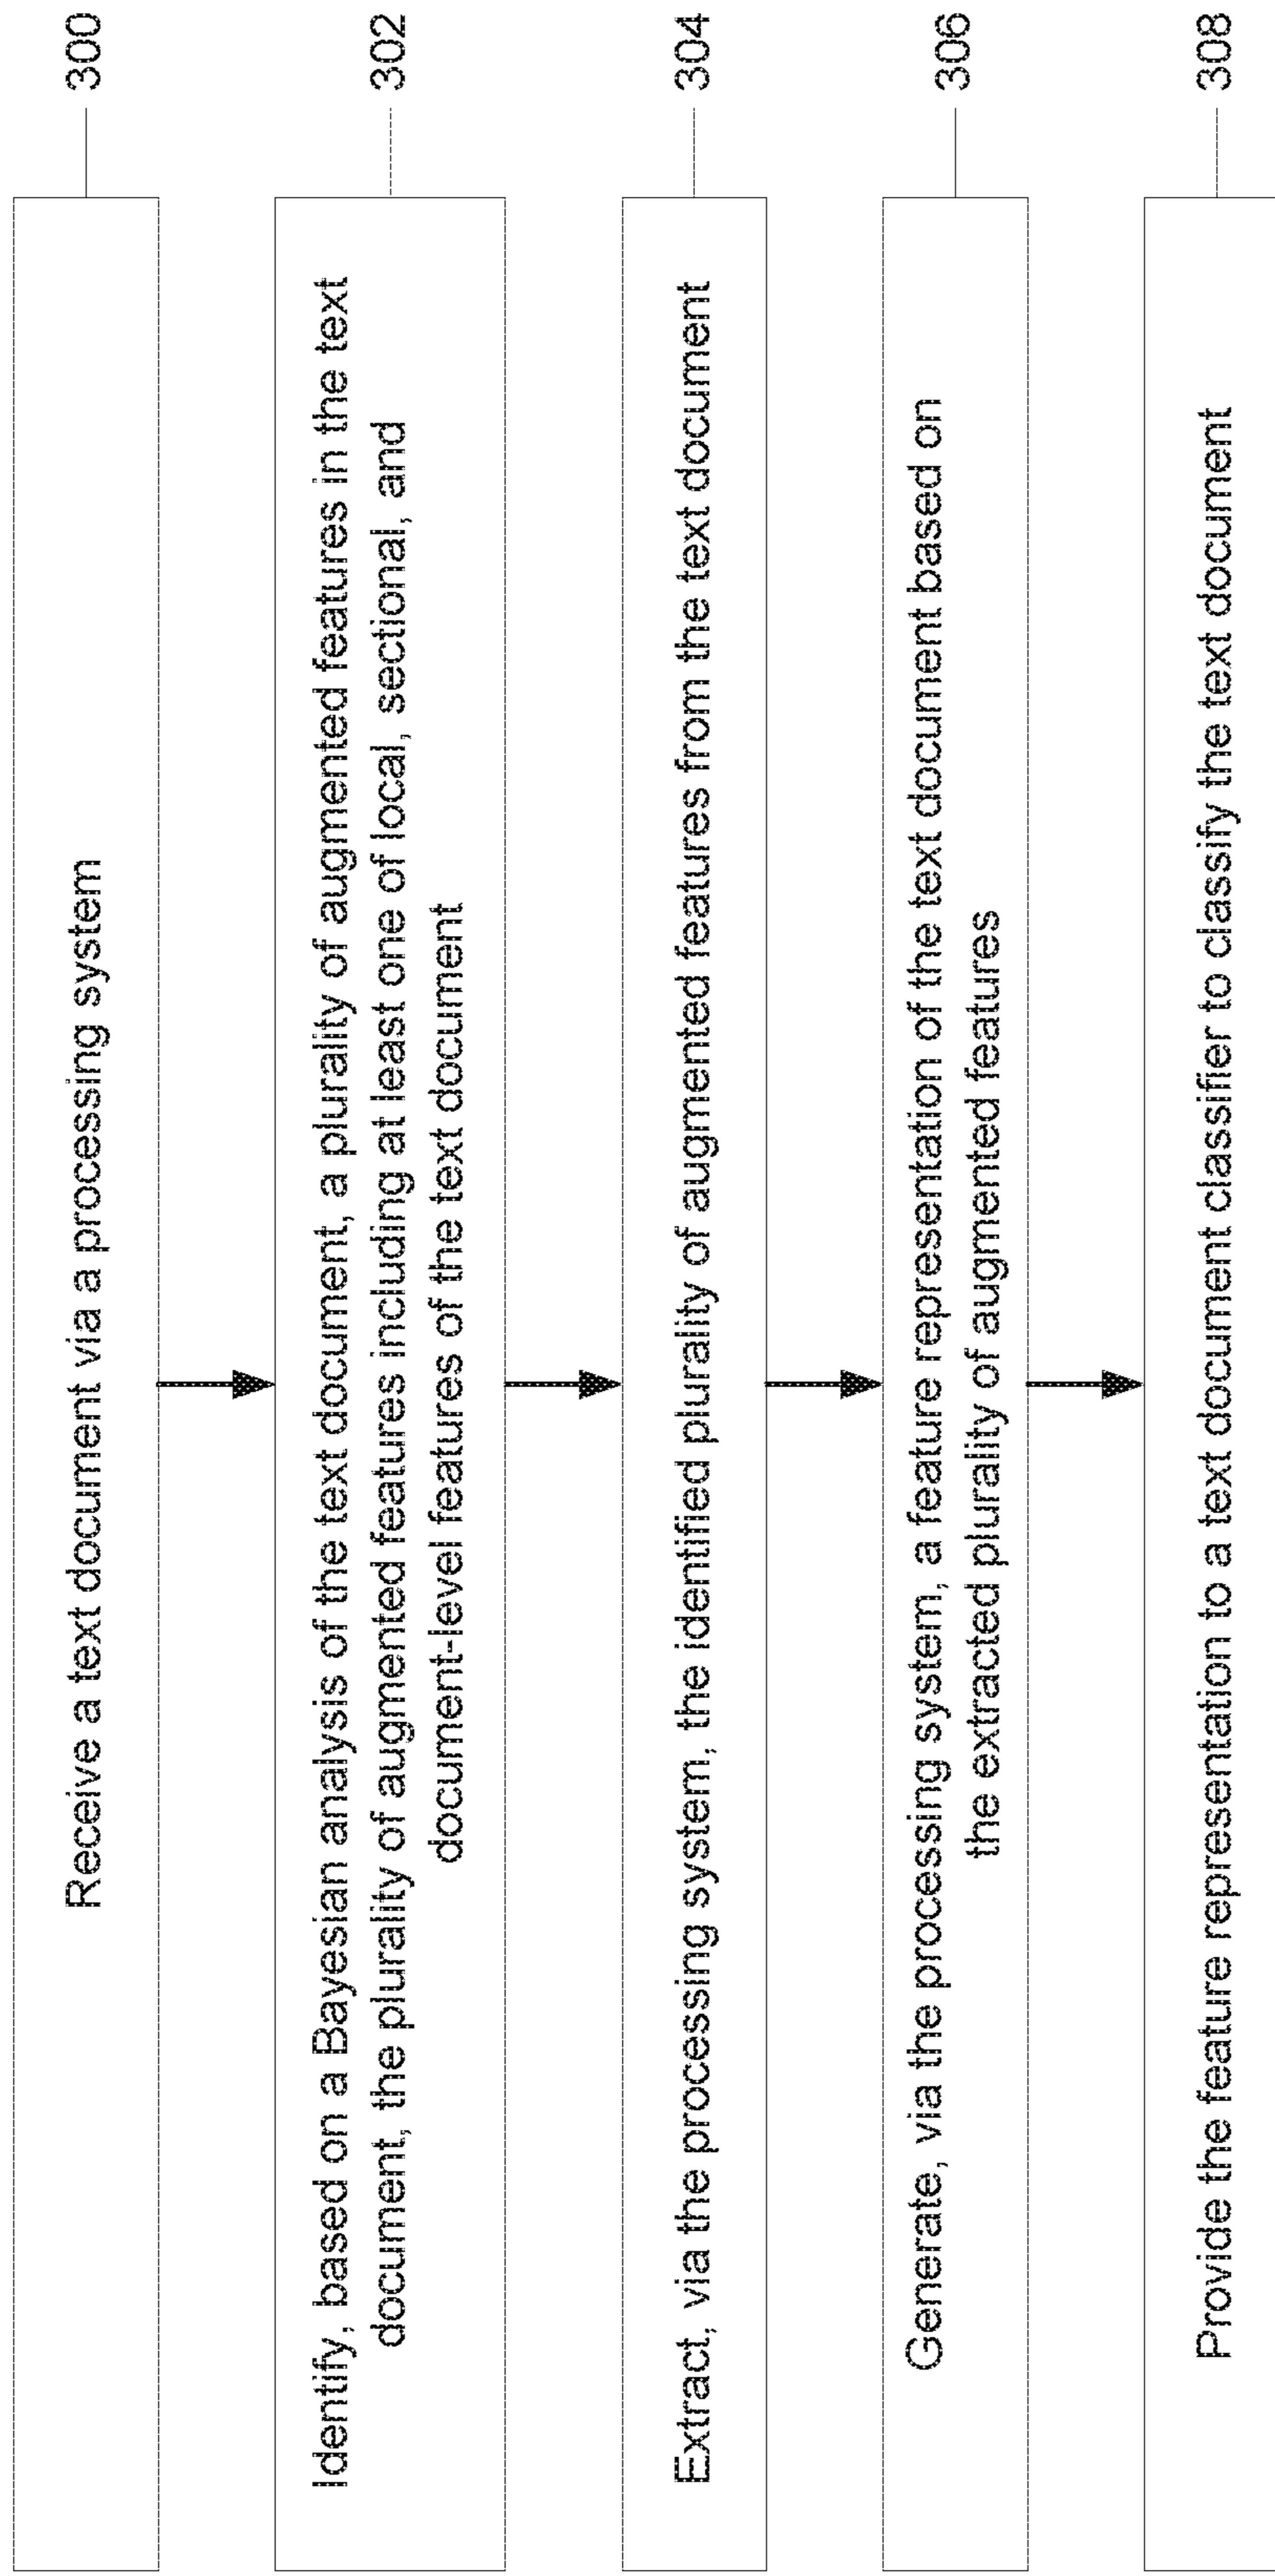 Receive a text document via a processing system
300
Identify, based on a Bayesian analysis of the text document, a plurality of augmented features in the text
document, the plurality of augmented features including at least one of local, sectional, and
document-level features of the text document
302
Extract, via the processing system, the identified plurality of augmented features from the text document
304
Generate, via the processing system, a feature representation of the text document based on
the extracted plurality of augmented features
306
Provide the feature representation to a text document classifier to classify the text document
308